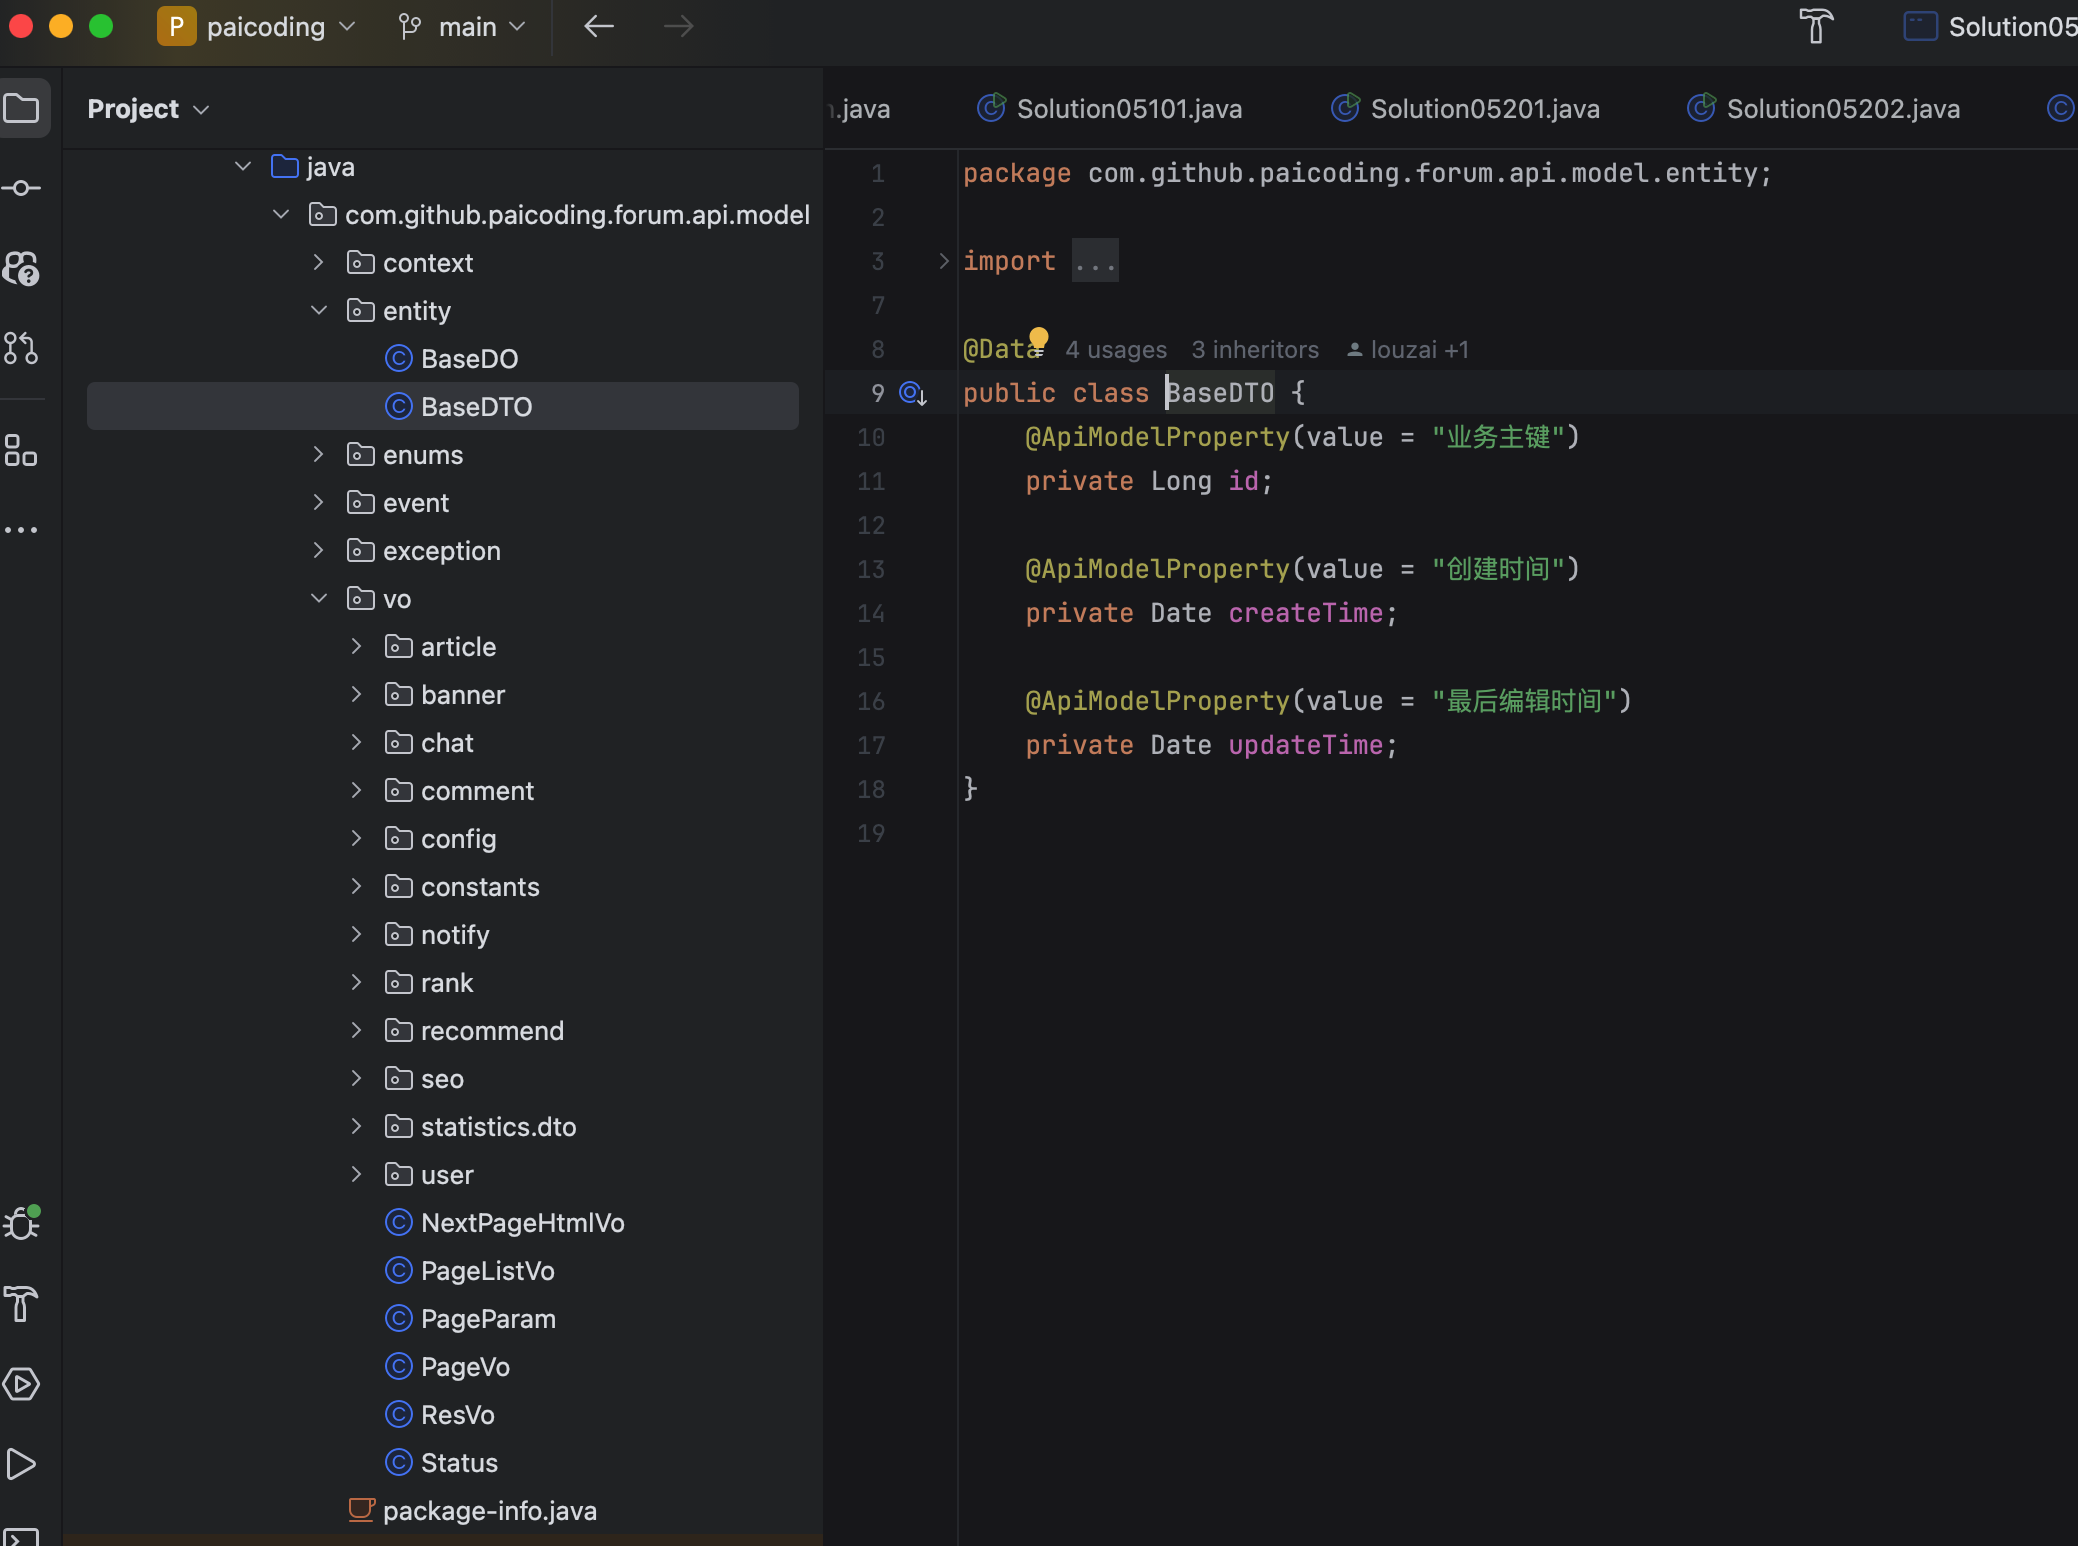 P paicoding main Solution05
Project
.java Solution05101.java Solution05201.java Solution05202.java
java
com.github.paicoding.forum.api.model
context
entity
BaseDO
BaseDTO
enums
event
exception
vo
article
banner
chat
comment
config
constants
notify
rank
recommend
seo
statistics.dto
user
NextPageHtmlVo
PageListVo
PageParam
PageVo
ResVo
Status
package-info.java
1 package com.github.paicoding.forum.api.model.entity;
2
3 import ...
7
8 @Data 4 usages 3 inheritors louzai +1
9 public class BaseDTO {
10 @ApiModelProperty(value = "业务主键")
11 private Long id;
12
13 @ApiModelProperty(value = "创建时间")
14 private Date createTime;
15
16 @ApiModelProperty(value = "最后编辑时间")
17 private Date updateTime;
18 }
19